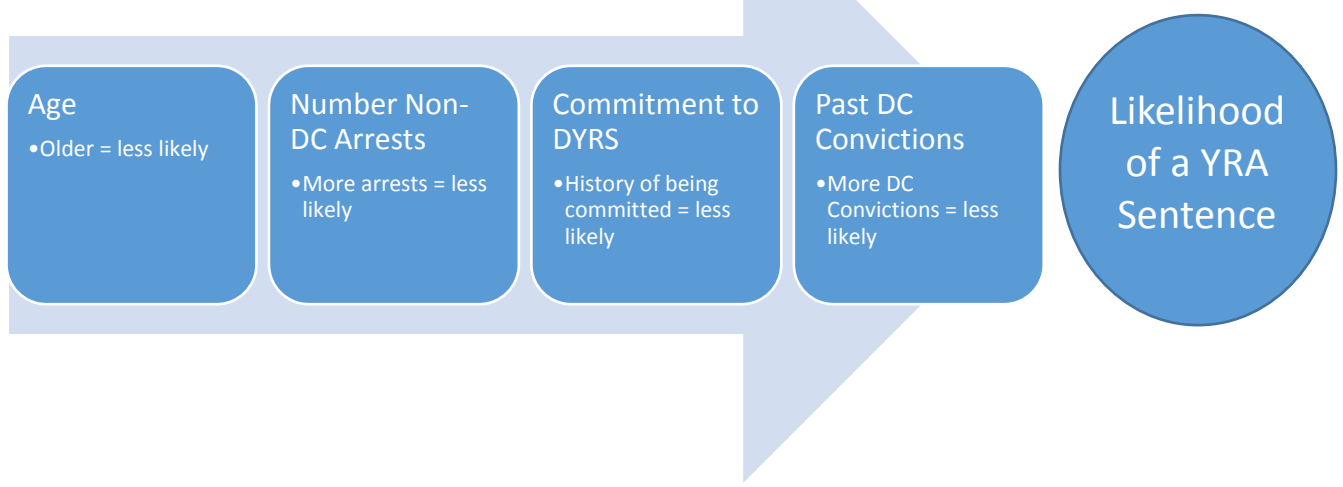 Age
•Older = less likely
Number Non-
DC Arrests
•More arrests = less
likely
Commitment to
DYRS
•History of being
committed = less
likely
Past DC
Convictions
•More DC
Convictions = less
likely
Likelihood
of a YRA
Sentence